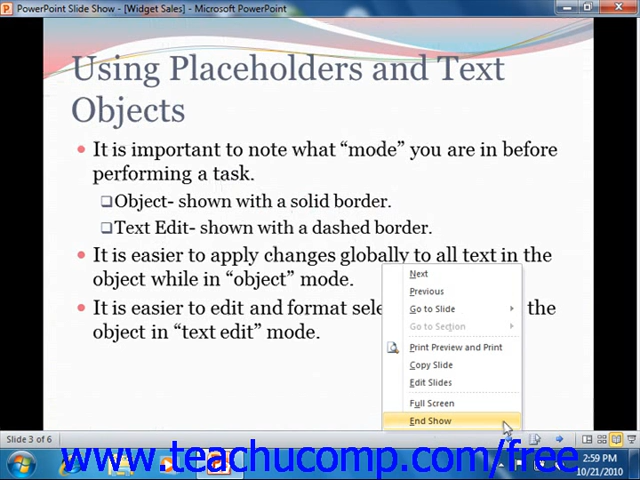 PowerPoint Slide Show - [Widget Sales] - Microsoft PowerPoint
Using Placeholders and Text
Objects
It is important to note what “mode” you are in before
performing a task.
Object- shown with a solid border.
Text Edit- shown with a dashed border.
It is easier to apply changes globally to all text in the
object while in “object” mode.
It is easier to edit and format sele
the
object in “text edit” mode.
Next
Previous
Go to Slide
Go to Section
Print Preview and Print
Copy Slide
Edit Slides
Full Screen
End Show
Slide 3 of 6
www.teachucomp.com/free
2:59 PM
10/21/2010